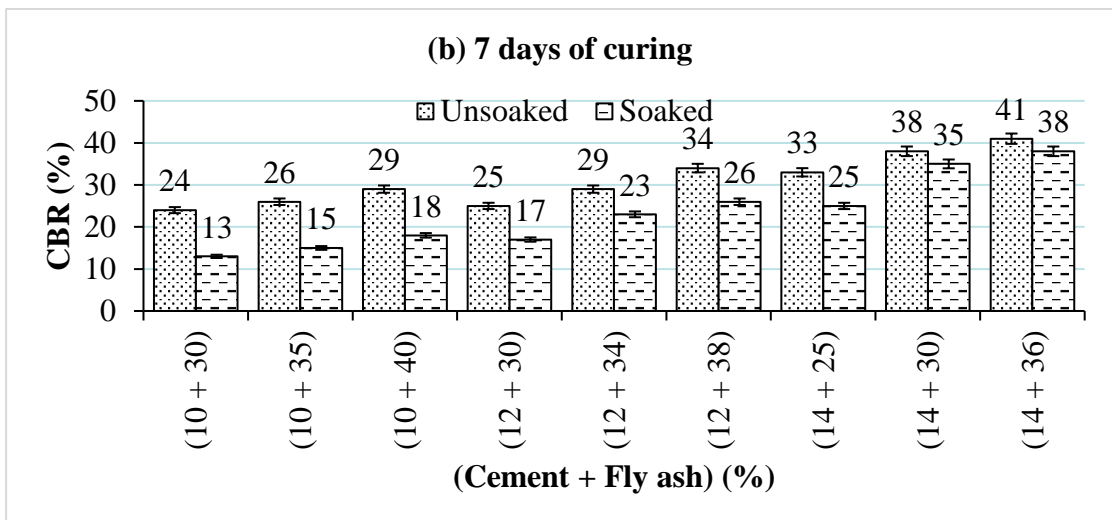 (b) 7 days of curing
Unsoaked Soaked
CBR (%)
50
40
30
20
10
0
24 13 26 15 29 18 25 17 29 23 34 26 33 25 38 35 41 38
(10 + 30)
(10 + 35)
(10 + 40)
(12 + 30)
(12 + 34)
(12 + 38)
(14 + 25)
(14 + 30)
(14 + 36)
(Cement + Fly ash) (%)